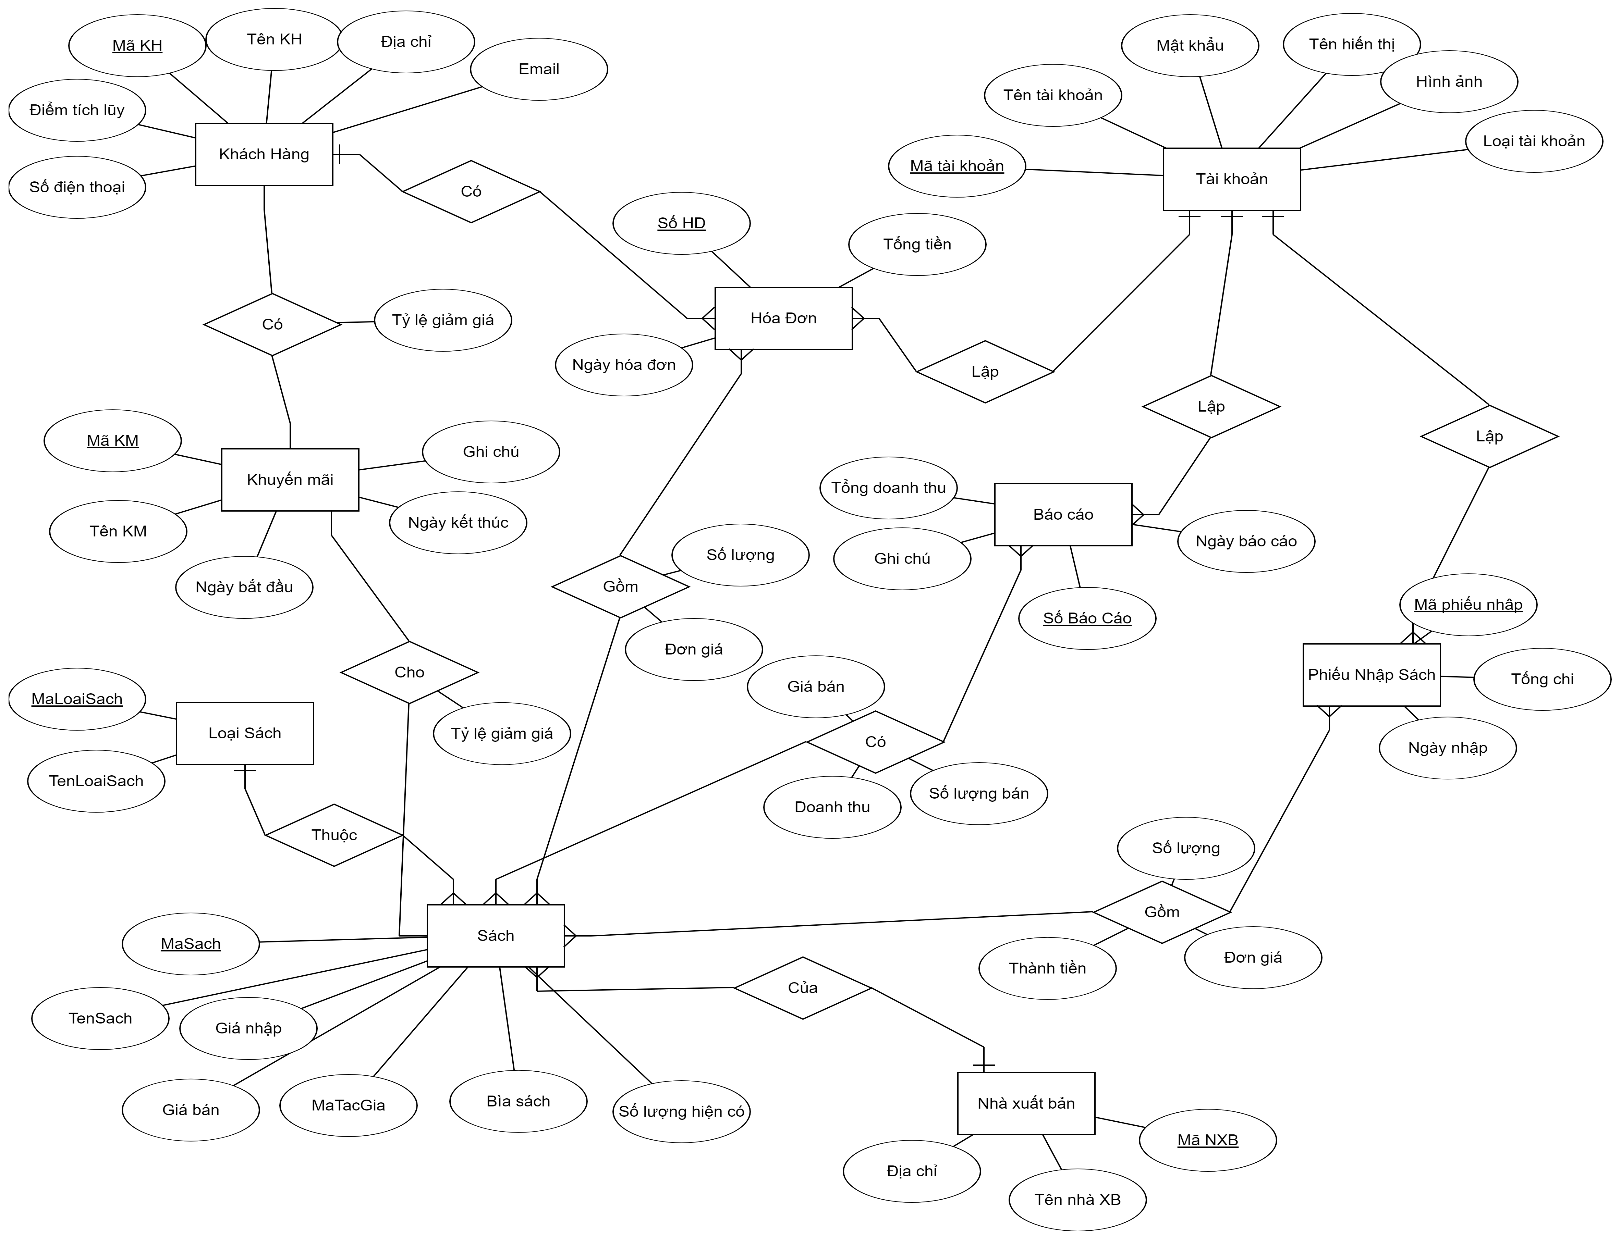 Mã KH
Tên KH
Địa chỉ
Email
Điểm tích lũy
Số điện thoại
Khách Hàng
Có
Mật khẩu
Tên hiển thị
Hình ảnh
Tên tài khoản
Loại tài khoản
Mã tài khoản
Tài khoản
Số HD
Tổng tiền
Hóa Đơn
Ngày hóa đơn
Lập
Có
Tỷ lệ giảm giá
Lập
Lập
Mã KM
Ghi chú
Khuyến mãi
Tên KM
Ngày kết thúc
Ngày bắt đầu
Tổng doanh thu
Báo cáo
Ghi chú
Ngày báo cáo
Số Báo Cáo
Số lượng
Gồm
Đơn giá
Mã phiếu nhâp
Phiếu Nhập Sách
Tổng chi
Ngày nhập
Cho
Tỷ lệ giảm giá
MaLoaiSach
Loại Sách
TenLoaiSach
Giá bán
Có
Doanh thu
Số lượng bán
Thuộc
Số lượng
Gồm
Thành tiền
Đơn giá
Sách
MaSach
TenSach
Giá nhập
Giá bán
MaTacGia
Bìa sách
Số lượng hiện có
Của
Nhà xuất bản
Mã NXB
Địa chỉ
Tên nhà XB